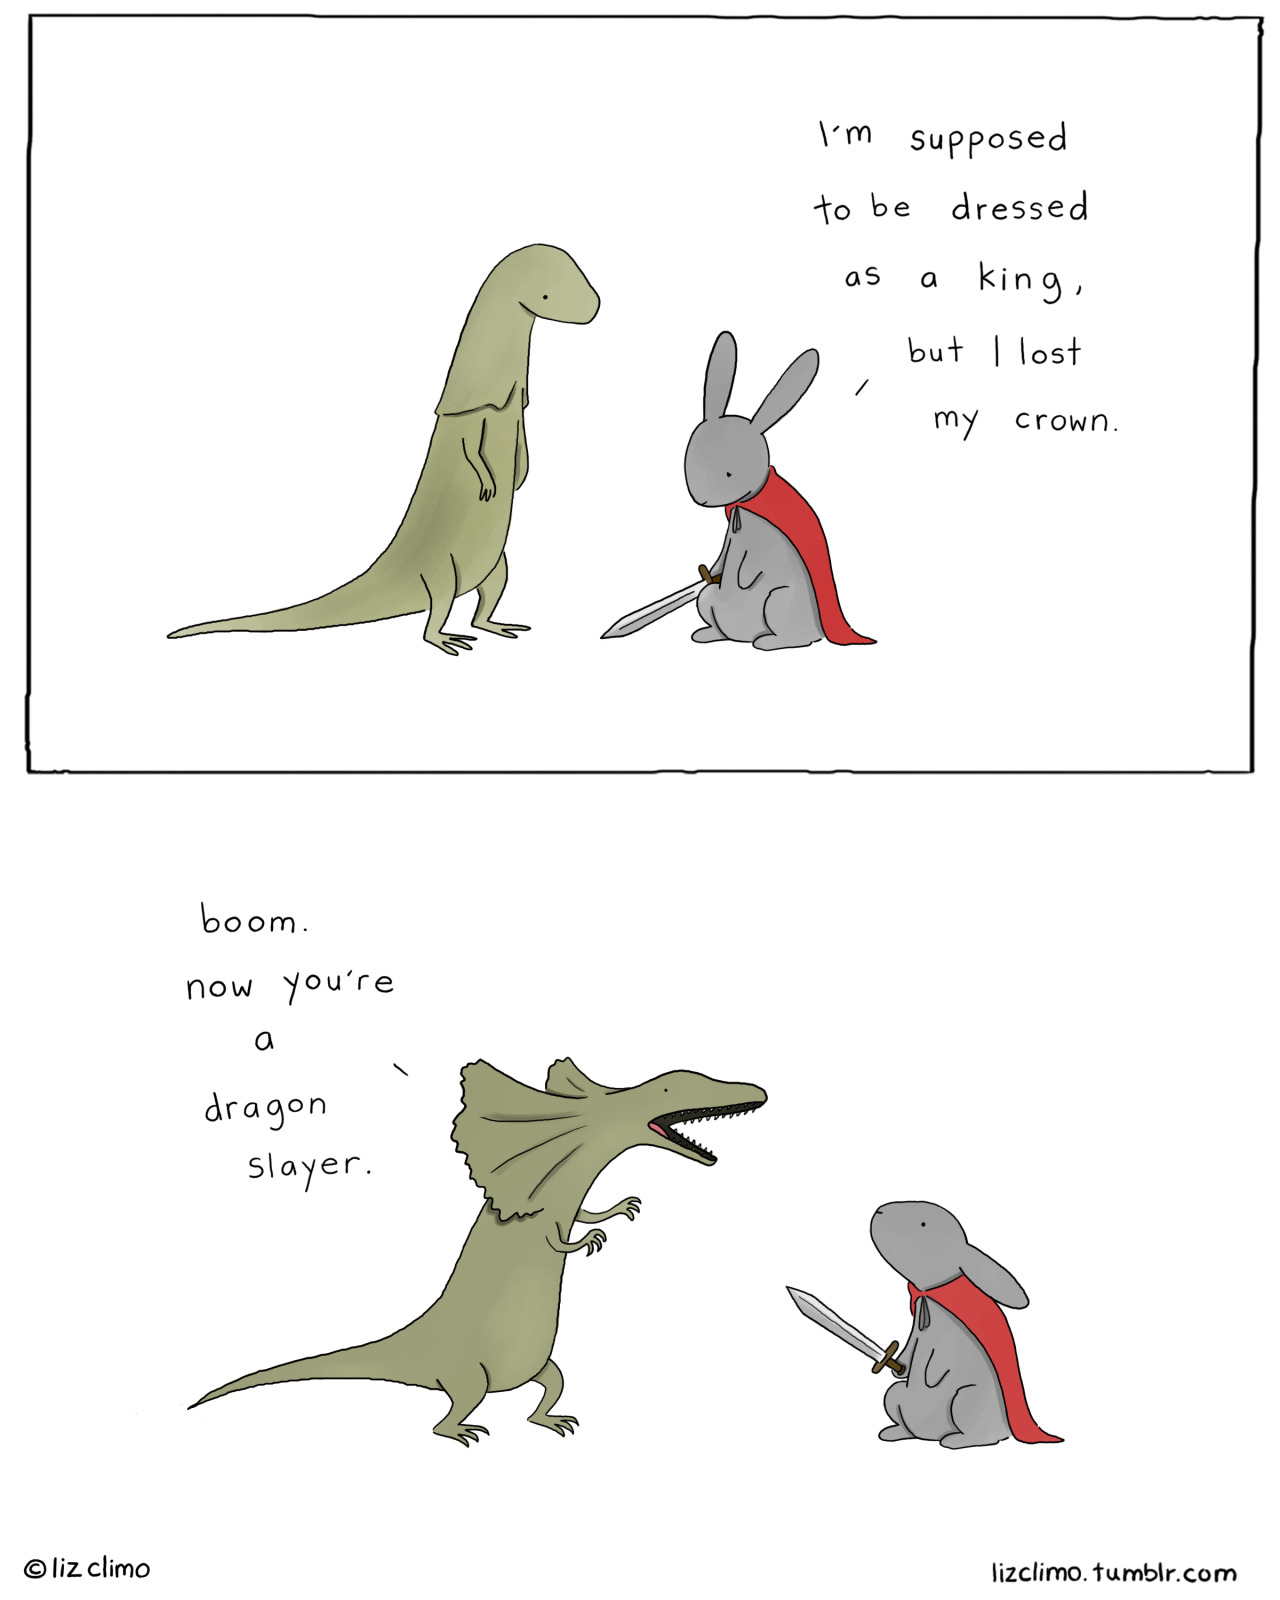 I'm supposed
to be dressed
as a king,
but I lost
my crown.
boom.
now you're
a
dragon
slayer.
© liz climo
lizclimo.tumblr.com